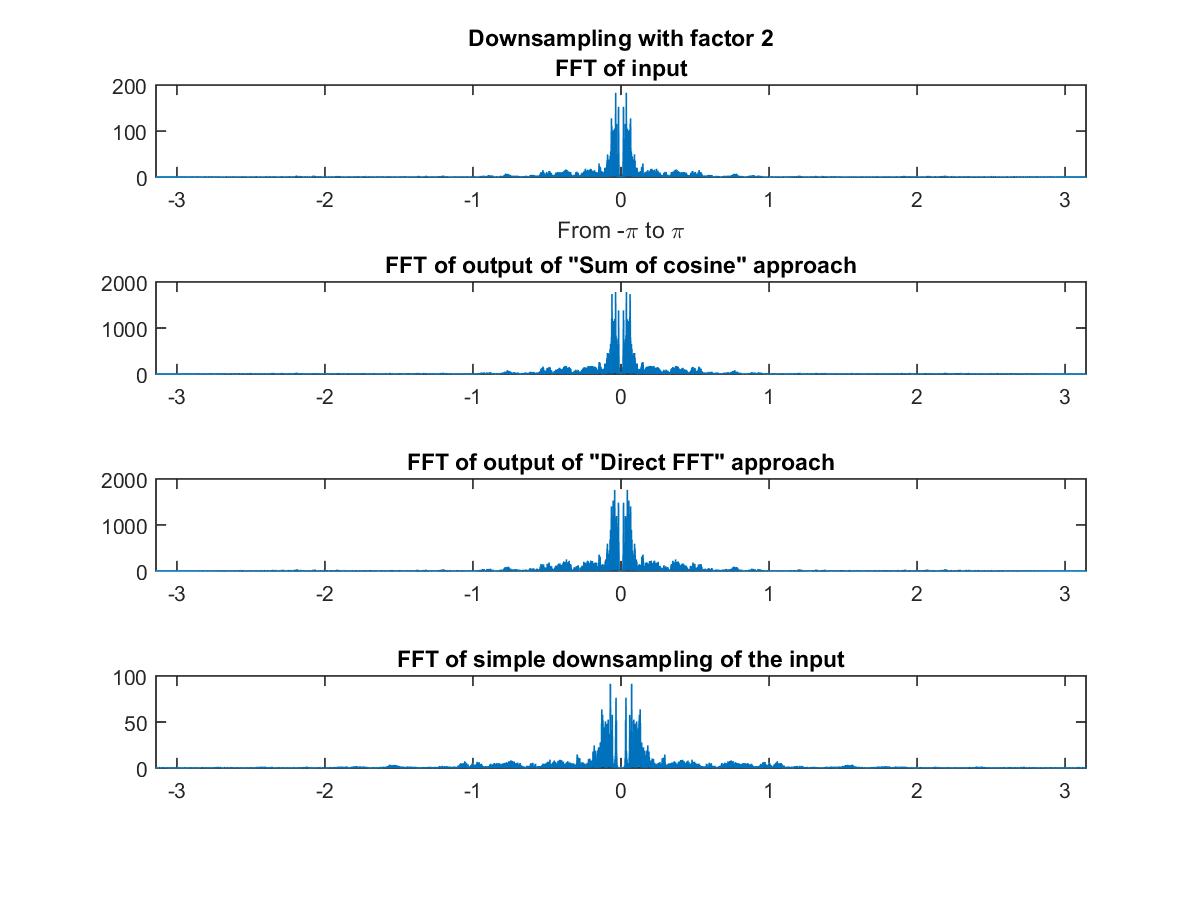 Downsampling with factor 2
FFT of input
200
100
0
-3 -2 -1 0 1 2 3
From -π to π
FFT of output of "Sum of cosine" approach
2000
1000
0
-3 -2 -1 0 1 2 3
FFT of output of "Direct FFT" approach
2000
1000
0
-3 -2 -1 0 1 2 3
FFT of simple downsampling of the input
100
50
0
-3 -2 -1 0 1 2 3